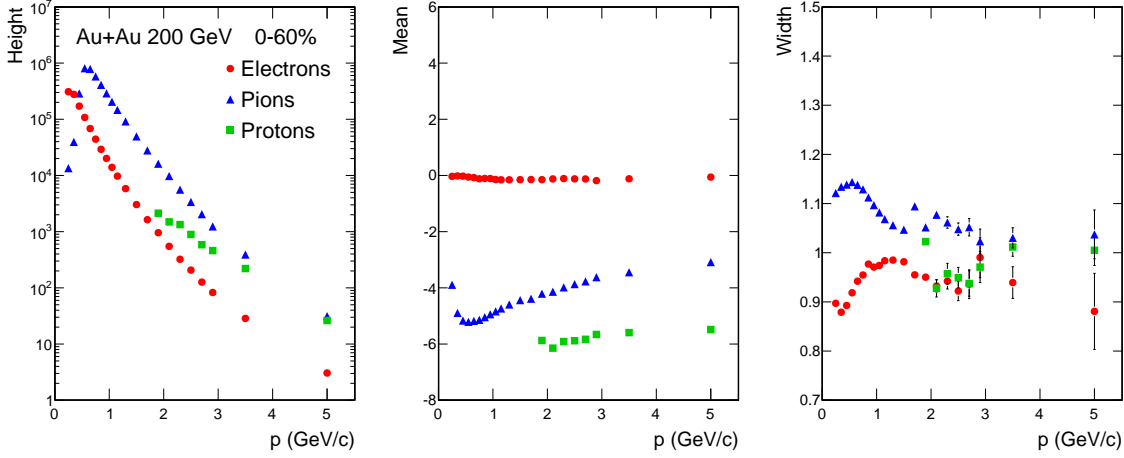 Height
10^7
10^6
10^5
10^4
10^3
10^2
10
1
Au+Au 200 GeV 0-60%
Electrons
Pions
Protons
0 1 2 3 4 5
p (GeV/c)
Mean
6
4
2
0
-2
-4
-6
-8
0 1 2 3 4 5
p (GeV/c)
Width
1.5
1.4
1.3
1.2
1.1
1
0.9
0.8
0.7
0 1 2 3 4 5
p (GeV/c)